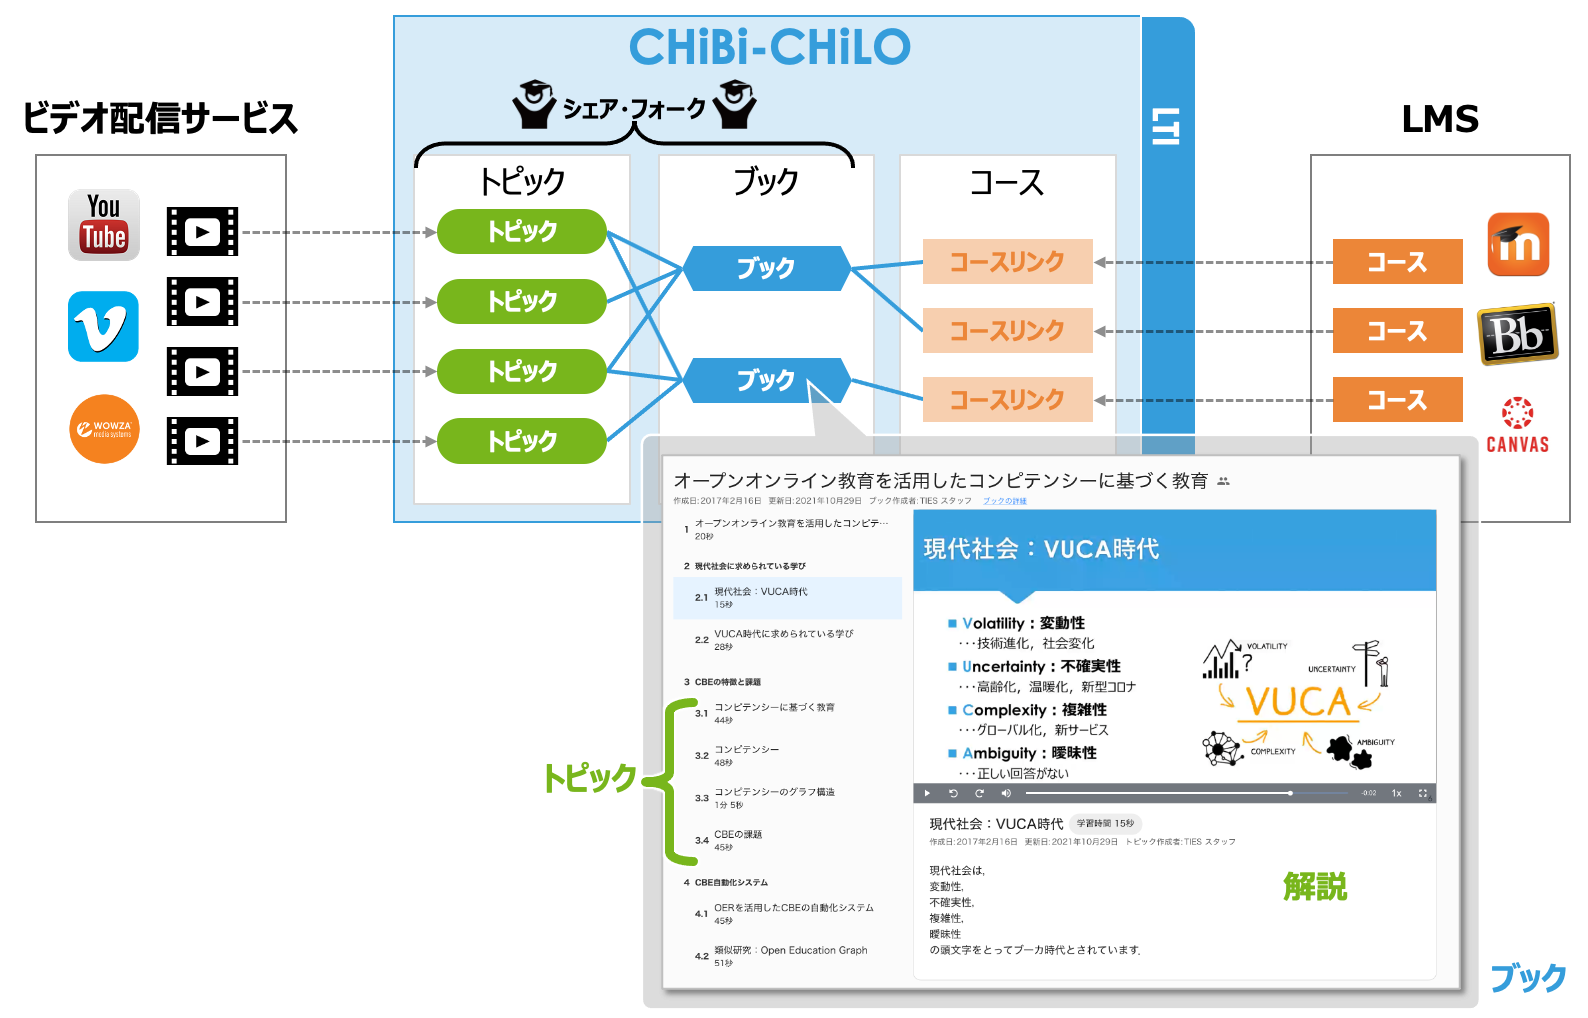 CHiBi-CHiLO
シェア・フォーク
ビデオ配信サービス
LTI
LMS
トピック
ブック
コース
You
Tube
トピック
ブック
コースリンク
コース
m
トピック
コースリンク
コース
Bb
V
トピック
ブック
コースリンク
コース
WOWZA
media systems
トピック
CANVAS
オープンオンライン教育を活用したコンピテンシーに基づく教育
作成日:2017年2月16日 更新日:2021年10月29日 ブック作成者:TIES スタッフ ブックの詳細
1 オープンオンライン教育を活用したコンピテ…
20秒
2 現代社会に求められている学び
2.1 現代社会：VUCA時代
15秒
2.2 VUCA時代に求められている学び
28秒
3 CBEの特徴と課題
3.1 コンピテンシーに基づく教育
44秒
3.2 コンピテンシー
48秒
3.3 コンピテンシーのグラフ構造
1分 5秒
3.4 CBEの課題
45秒
4 CBE自動化システム
4.1 OERを活用したCBEの自動化システム
45秒
4.2 類似研究：Open Education Graph
51秒
トピック
現代社会：VUCA時代
■ Volatility：変動性
･･･技術進化，社会変化
■ Uncertainty：不確実性
･･･高齢化，温暖化，新型コロナ
■ Complexity：複雑性
･･･グローバル化，新サービス
■ Ambiguity：曖昧性
･･･正しい回答がない
VOLATILITY
?
UNCERTAINTY
VUCA
COMPLEXITY
AMBIGUITY
-0:02 1x
現代社会：VUCA時代 学習時間 15秒
作成日:2017年2月16日 更新日:2021年10月29日 トピック作成者:TIES スタッフ
現代社会は，
変動性，
不確実性，
複雑性，
曖昧性
の頭文字をとってブーカ時代とされています．
解説
ブック